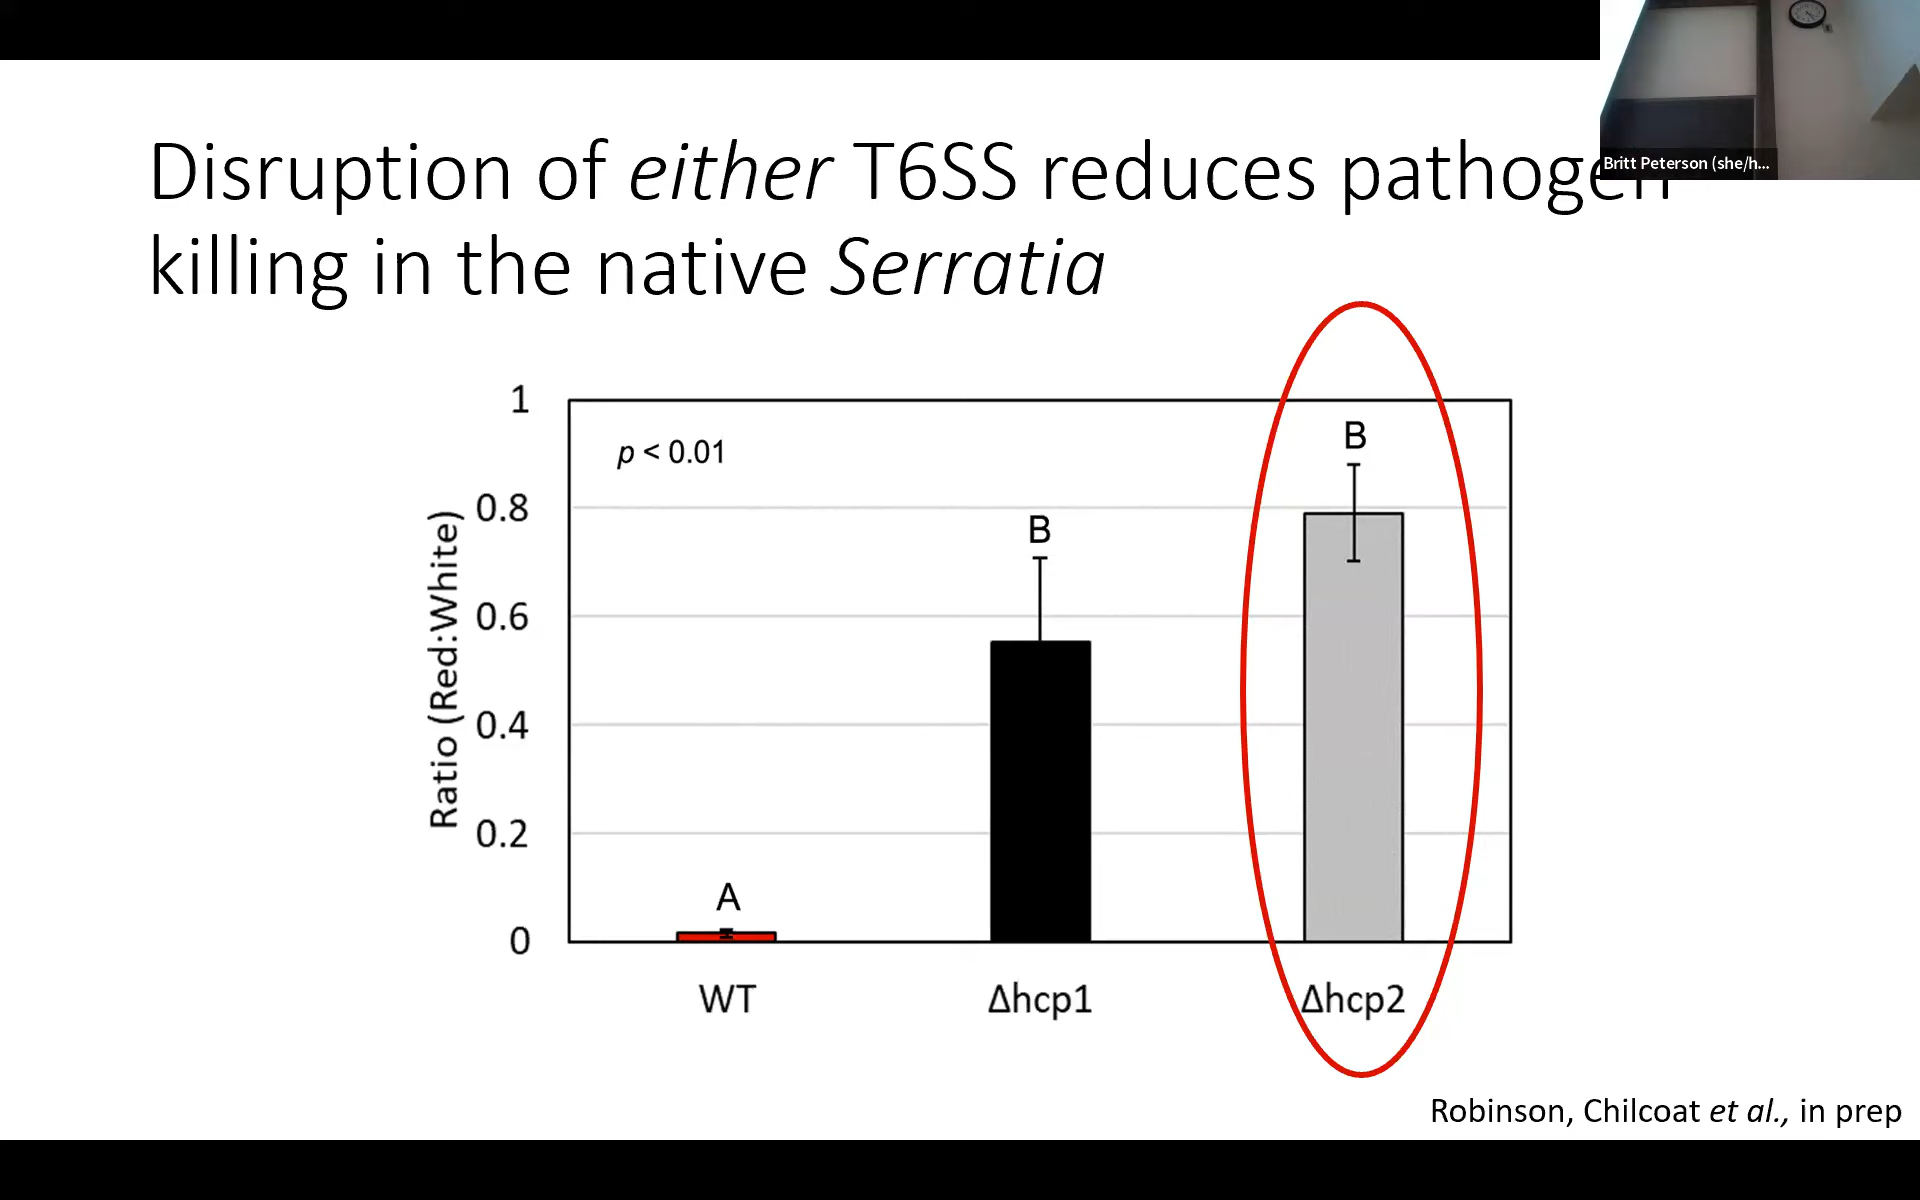 Britt Peterson (she/h...
Disruption of either T6SS reduces pathogen
killing in the native Serratia
1
p < 0.01
B
B
0.8
0.6
0.4
0.2
0
Ratio (Red:White)
A
WT
Δhcp1
Δhcp2
Robinson, Chilcoat et al., in prep